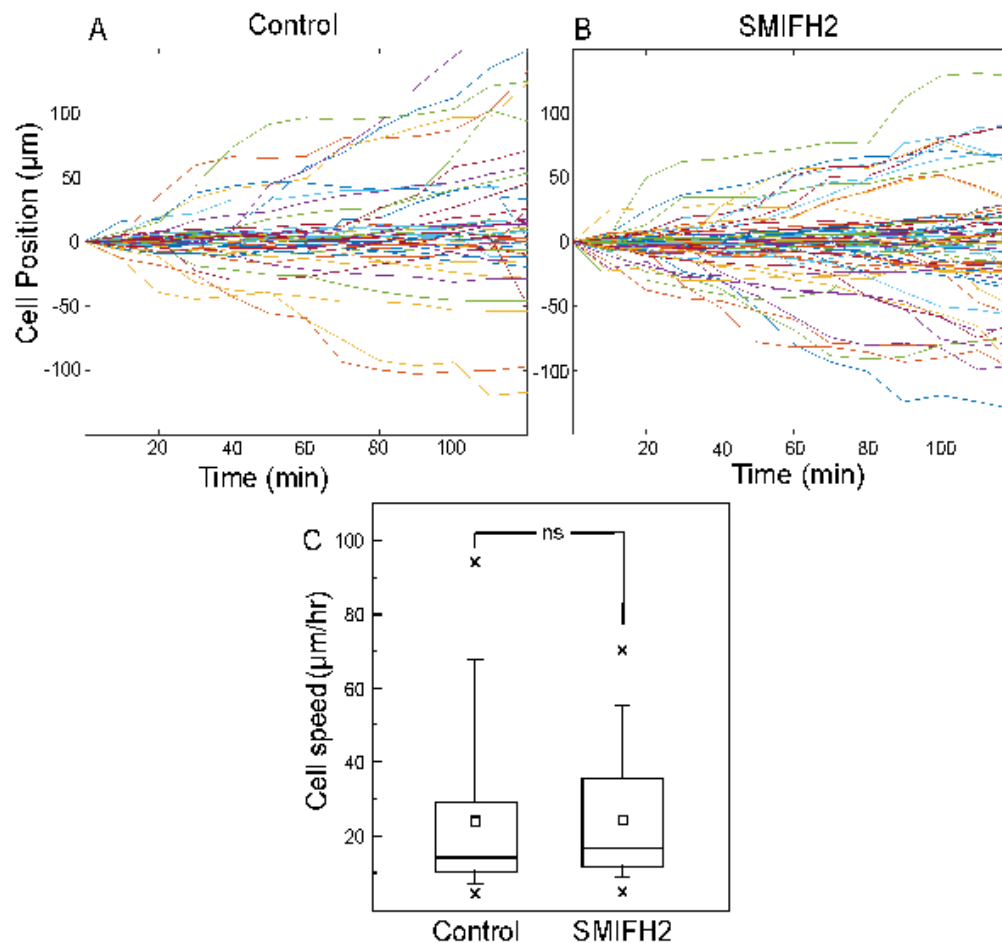 A Control
B SMIFH2
Cell Position (µm)
100
50
0
-50
-100
20 40 60 80 100
Time (min)
100
50
0
-50
-100
20 40 60 80 100
Time (min)
C
ns
Cell speed (µm/hr)
100
80
60
40
20
Control SMIFH2